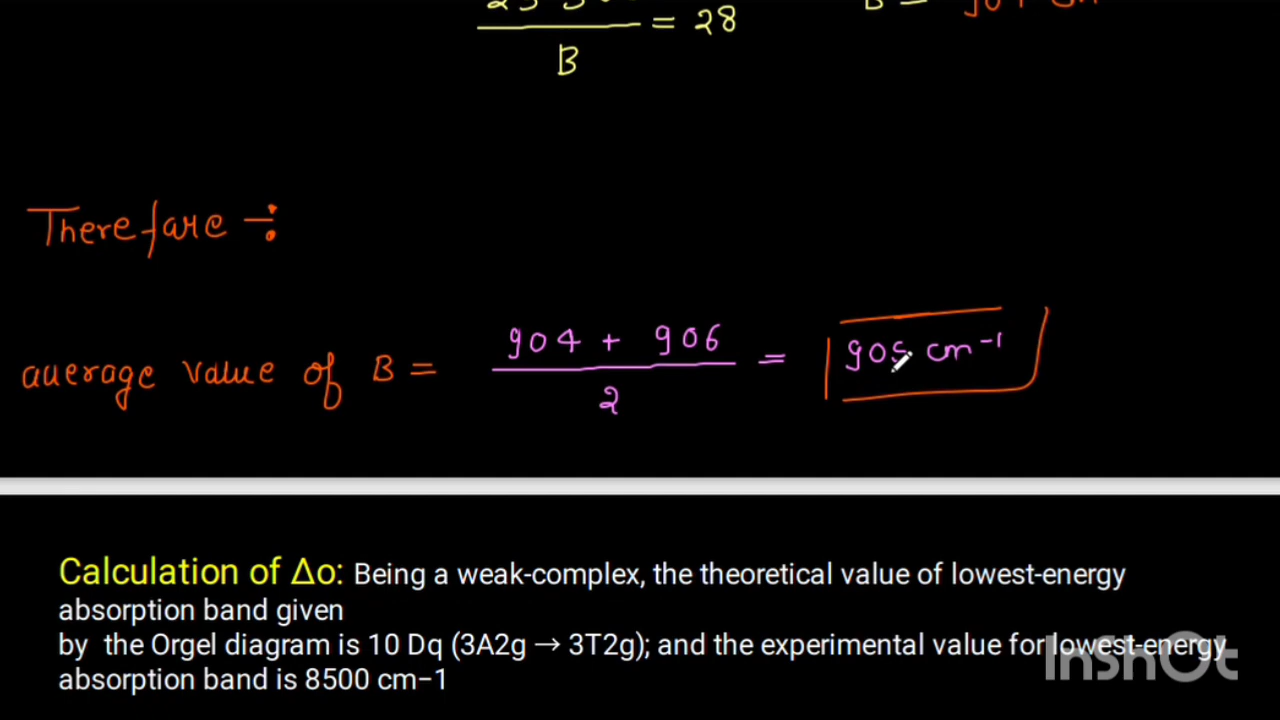 = 28
B
Therefare ÷
average value of B = 904 + 906 / 2 = 905 cm⁻¹
Calculation of Δo: Being a weak-complex, the theoretical value of lowest-energy
absorption band given
by the Orgel diagram is 10 Dq (3A2g → 3T2g); and the experimental value for lowest-energy
absorption band is 8500 cm−1
InShOt